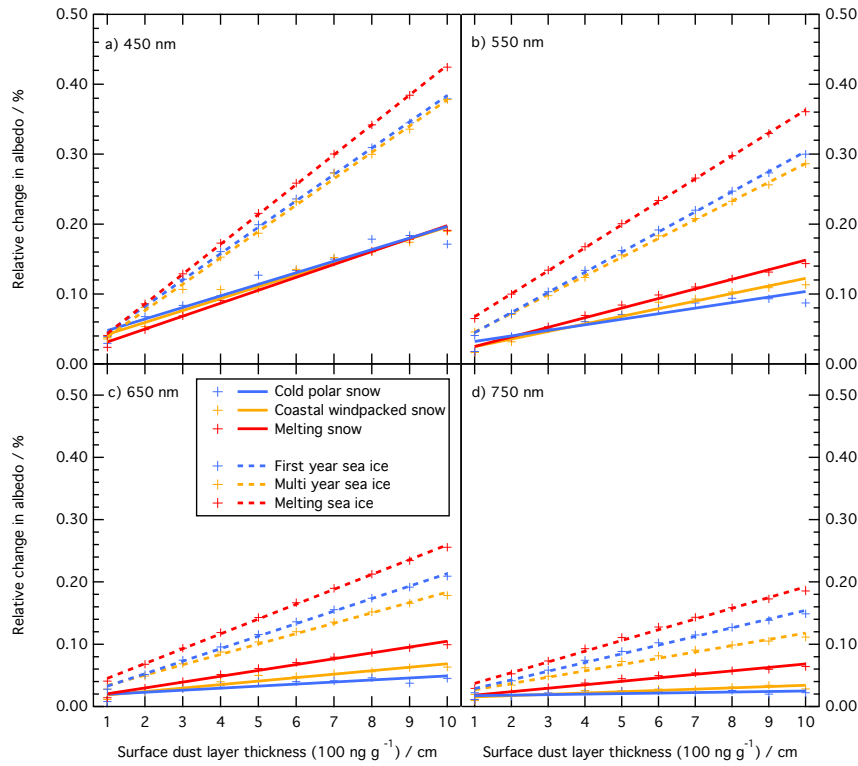 0.50
0.40
0.30
0.20
0.10
0.00
Relative change in albedo / %
a) 450 nm
b) 550 nm
0.50
0.40
0.30
0.20
0.10
0.00
0.50
0.40
0.30
0.20
0.10
0.00
Relative change in albedo / %
c) 650 nm
Cold polar snow
Coastal windpacked snow
Melting snow
First year sea ice
Multi year sea ice
Melting sea ice
d) 750 nm
0.50
0.40
0.30
0.20
0.10
0.00
1 2 3 4 5 6 7 8 9 10
1 2 3 4 5 6 7 8 9 10
Surface dust layer thickness (100 ng g⁻¹) / cm
Surface dust layer thickness (100 ng g⁻¹) / cm